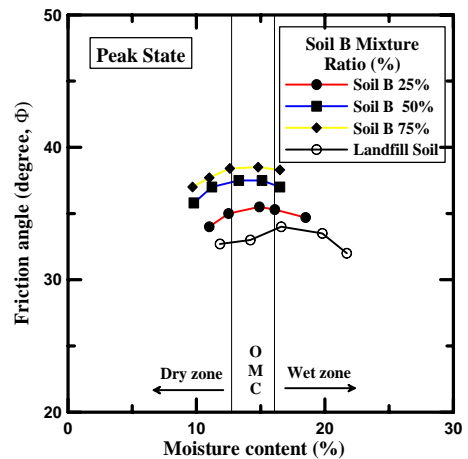 50
40
30
20
Friction angle (degree, Φ)
Peak State
Soil B Mixture
Ratio (%)
Soil B 25%
Soil B 50%
Soil B 75%
Landfill Soil
Dry zone
O
M
C
Wet zone
0
10
20
30
Moisture content (%)